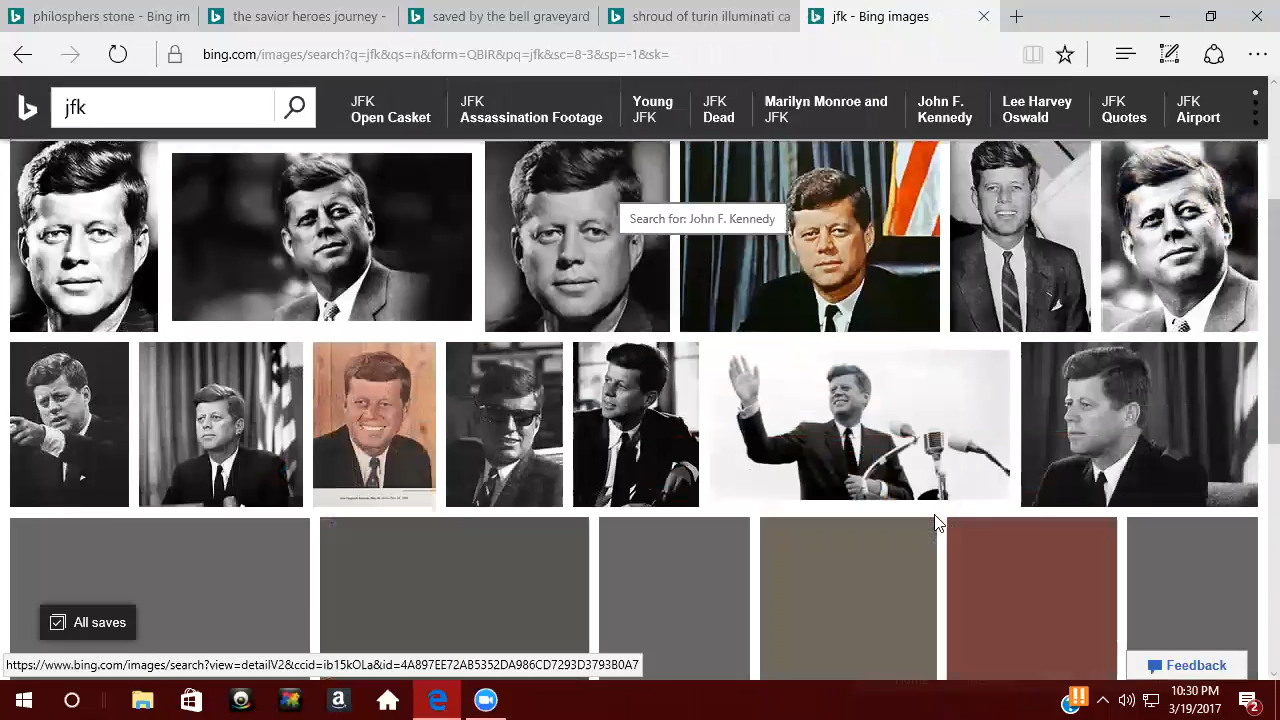 philosphers stone - Bing im
the savior heroes journey -
saved by the bell graveyard
shroud of turin illuminati ca
jfk - Bing images
bing.com/images/search?q=jfk&qs=n&form=QBIR&pq=jfk&sc=8-3&sp=-1&sk=
jfk
JFK
Open Casket
JFK
Assassination Footage
Young
JFK
JFK
Dead
Marilyn Monroe and
JFK
John F.
Kennedy
Lee Harvey
Oswald
JFK
Quotes
JFK
Airport
Search for: John F. Kennedy
All saves
https://www.bing.com/images/search?view=detailV2&ccid=ib15kOLa&id=4A897EE72AB5352DA986CD7293D3793B0A7
Feedback
10:30 PM
3/19/2017
2